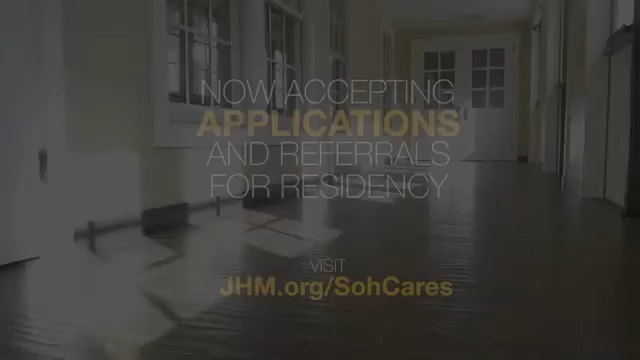 NOW ACCEPTING
APPLICATIONS
AND REFERRALS
FOR RESIDENCY
VISIT
JHM.org/SohCares